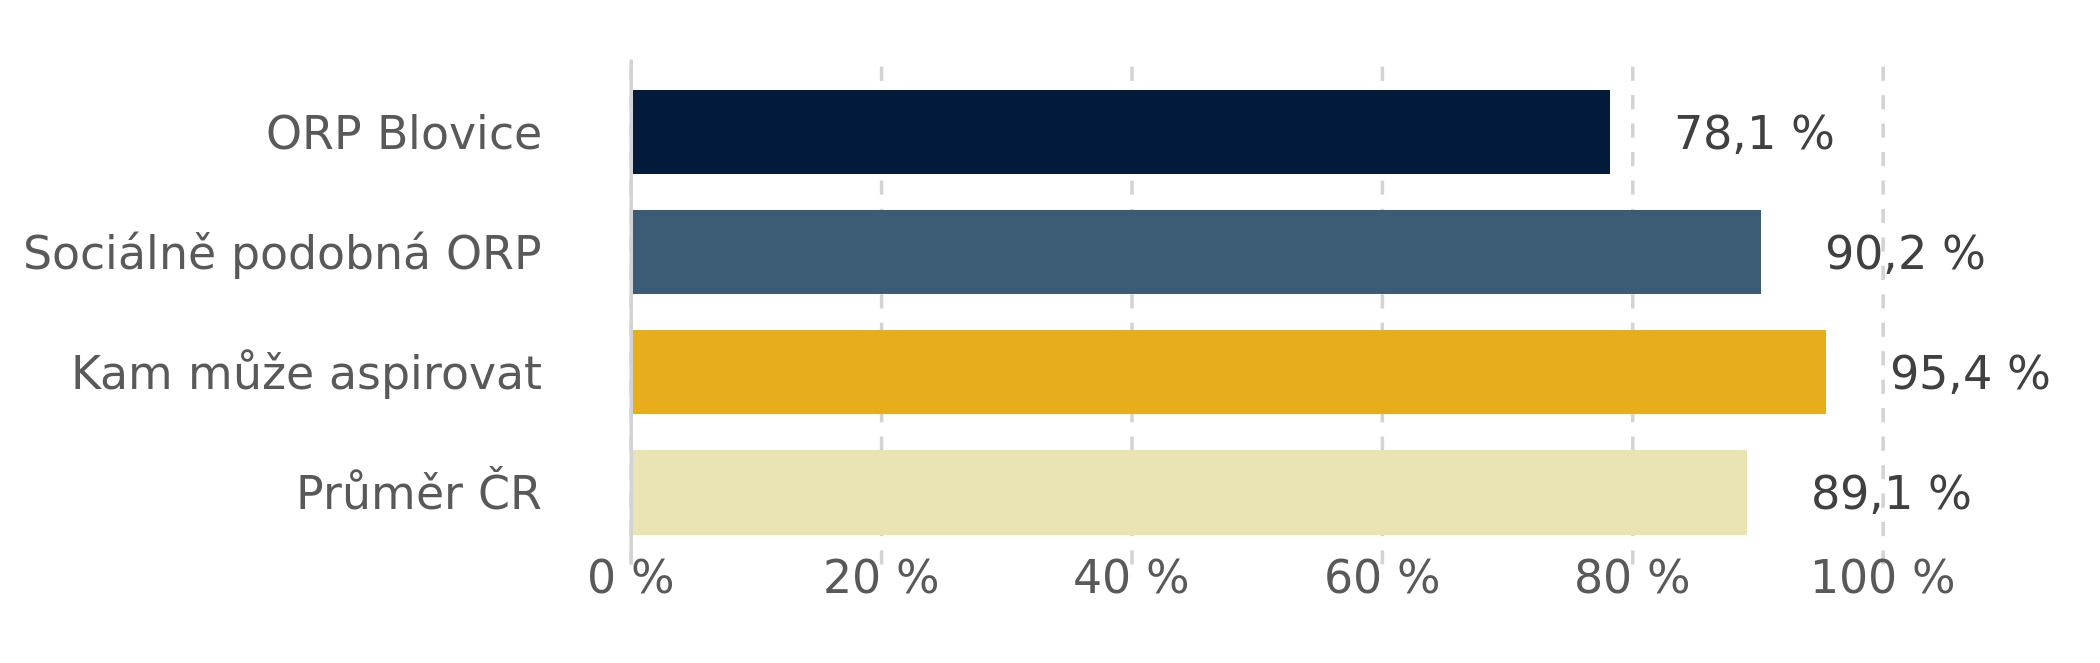 ORP Blovice 78,1 %
Sociálně podobná ORP 90,2 %
Kam může aspirovat 95,4 %
Průměr ČR 89,1 %
0 % 20 % 40 % 60 % 80 % 100 %